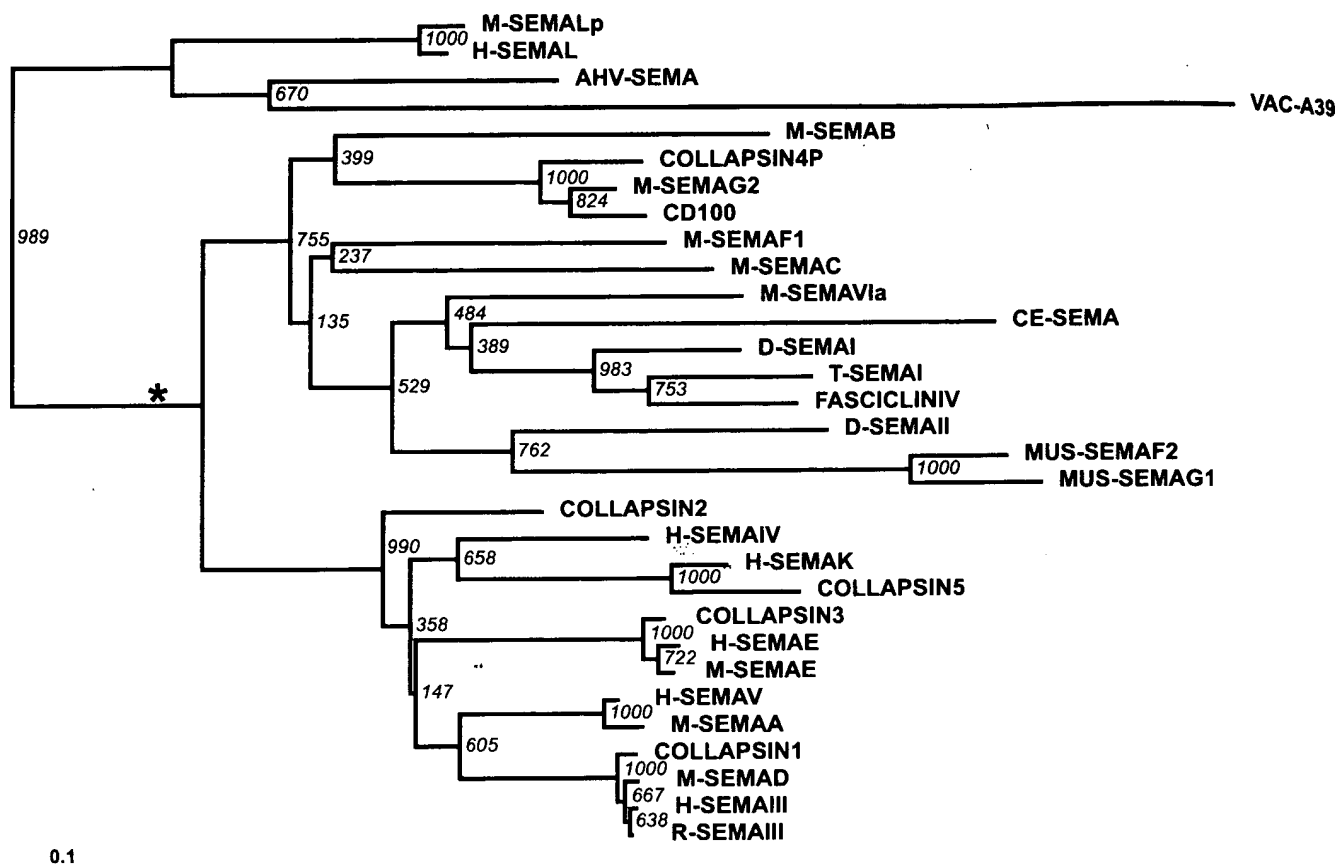 M-SEMALp
1000
H-SEMAL
AHV-SEMA
670
VAC-A39
M-SEMAB
399
COLLAPSIN4P
1000
M-SEMAG2
824
CD100
989
755
M-SEMAF1
237
M-SEMAC
135
M-SEMAVIa
484
CE-SEMA
389
D-SEMAI
983
T-SEMAI
753
FASCICLINIV
*
529
D-SEMAII
762
MUS-SEMAF2
1000
MUS-SEMAG1
COLLAPSIN2
990
H-SEMAIV
658
H-SEMAK
1000
COLLAPSIN5
358
COLLAPSIN3
1000
H-SEMAE
722
M-SEMAE
147
H-SEMAV
1000
M-SEMAA
605
COLLAPSIN1
1000
M-SEMAD
667
H-SEMAIII
638
R-SEMAIII
0.1